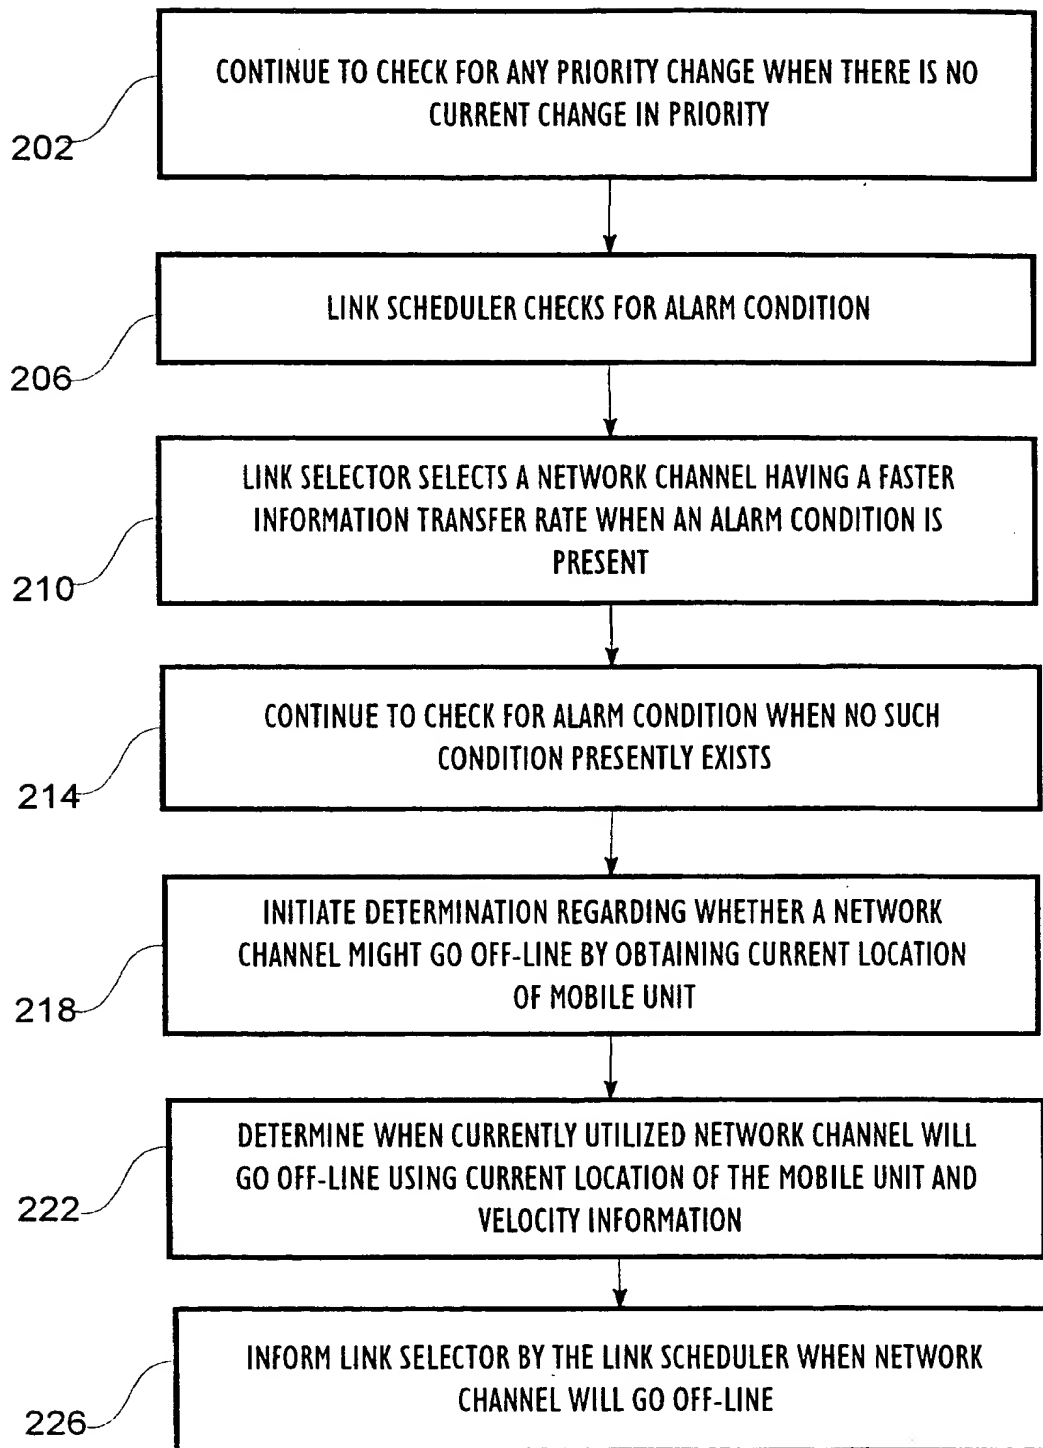 CONTINUE TO CHECK FOR ANY PRIORITY CHANGE WHEN THERE IS NO
CURRENT CHANGE IN PRIORITY
202
LINK SCHEDULER CHECKS FOR ALARM CONDITION
206
LINK SELECTOR SELECTS A NETWORK CHANNEL HAVING A FASTER
INFORMATION TRANSFER RATE WHEN AN ALARM CONDITION IS
PRESENT
210
CONTINUE TO CHECK FOR ALARM CONDITION WHEN NO SUCH
CONDITION PRESENTLY EXISTS
214
INITIATE DETERMINATION REGARDING WHETHER A NETWORK
CHANNEL MIGHT GO OFF-LINE BY OBTAINING CURRENT LOCATION
OF MOBILE UNIT
218
DETERMINE WHEN CURRENTLY UTILIZED NETWORK CHANNEL WILL
GO OFF-LINE USING CURRENT LOCATION OF THE MOBILE UNIT AND
VELOCITY INFORMATION
222
INFORM LINK SELECTOR BY THE LINK SCHEDULER WHEN NETWORK
CHANNEL WILL GO OFF-LINE
226